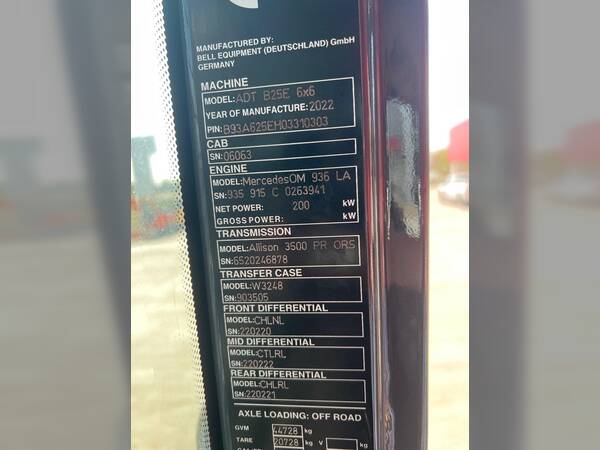 MANUFACTURED BY:
BELL EQUIPMENT (DEUTSCHLAND) GmbH
GERMANY
MACHINE
MODEL: ADT B25E 6x6
YEAR OF MANUFACTURE: 2022
PIN: B93A625EH03310303
CAB
SN: 06063
ENGINE
MODEL: MercedesOM 936 LA
SN: 935 915 C 0263941
NET POWER: 200 kW
GROSS POWER: kW
TRANSMISSION
MODEL: Allison 3500 PR ORS
SN: 6520246878
TRANSFER CASE
MODEL: W3248
SN: 903505
FRONT DIFFERENTIAL
MODEL: CHLNL
SN: 220220
MID DIFFERENTIAL
MODEL: CTLRL
SN: 220222
REAR DIFFERENTIAL
MODEL: CHLRL
SN: 220221
AXLE LOADING: OFF ROAD
GVM 44728 kg
TARE 20728 kg V kg